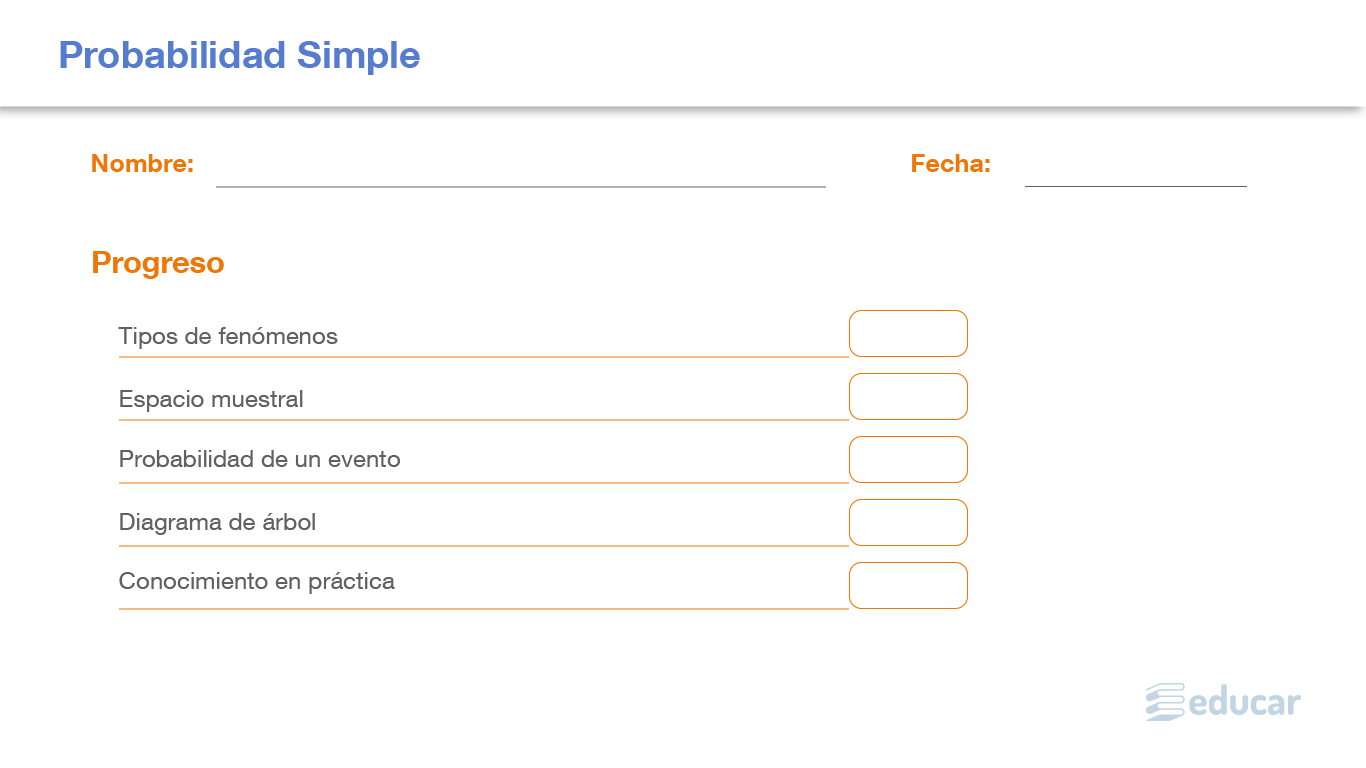 Probabilidad Simple
Nombre:
Fecha:
Progreso
Tipos de fenómenos
Espacio muestral
Probabilidad de un evento
Diagrama de árbol
Conocimiento en práctica
educar